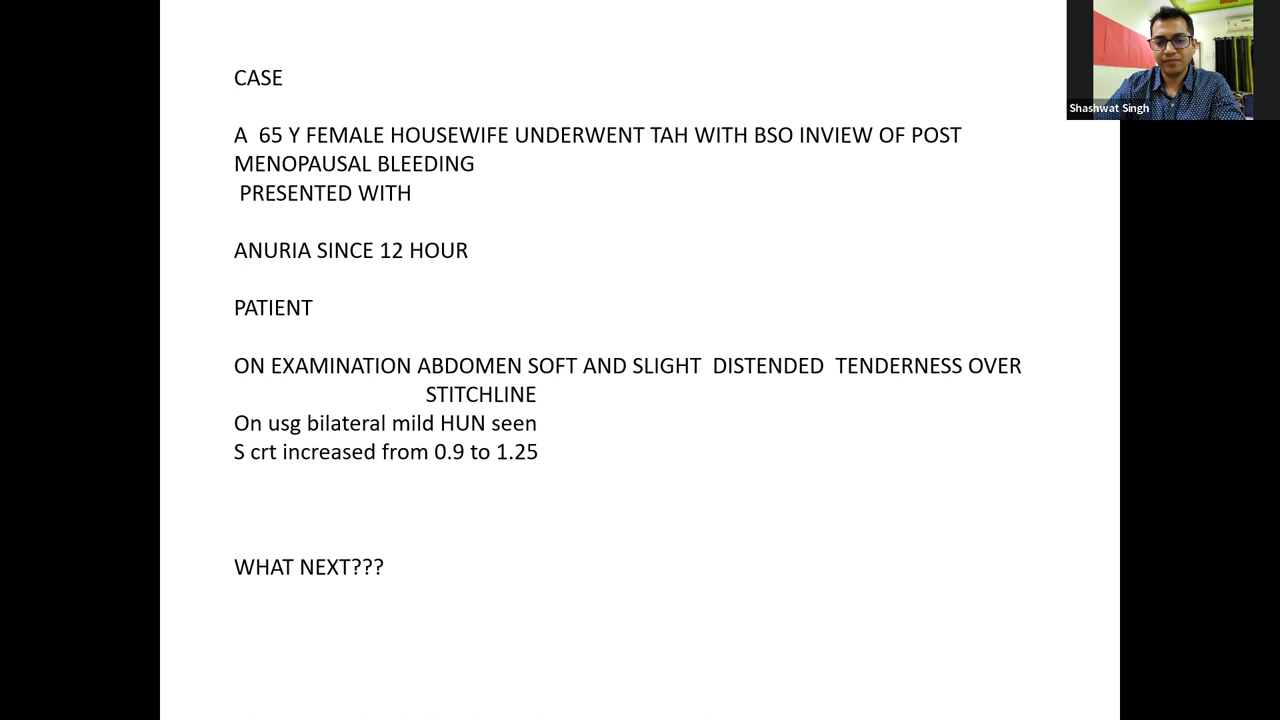 CASE
A 65 Y FEMALE HOUSEWIFE UNDERWENT TAH WITH BSO INVIEW OF POST
MENOPAUSAL BLEEDING
PRESENTED WITH
ANURIA SINCE 12 HOUR
PATIENT
ON EXAMINATION ABDOMEN SOFT AND SLIGHT DISTENDED TENDERNESS OVER
STITCHLINE
On usg bilateral mild HUN seen
S crt increased from 0.9 to 1.25
WHAT NEXT???
Shashwat Singh